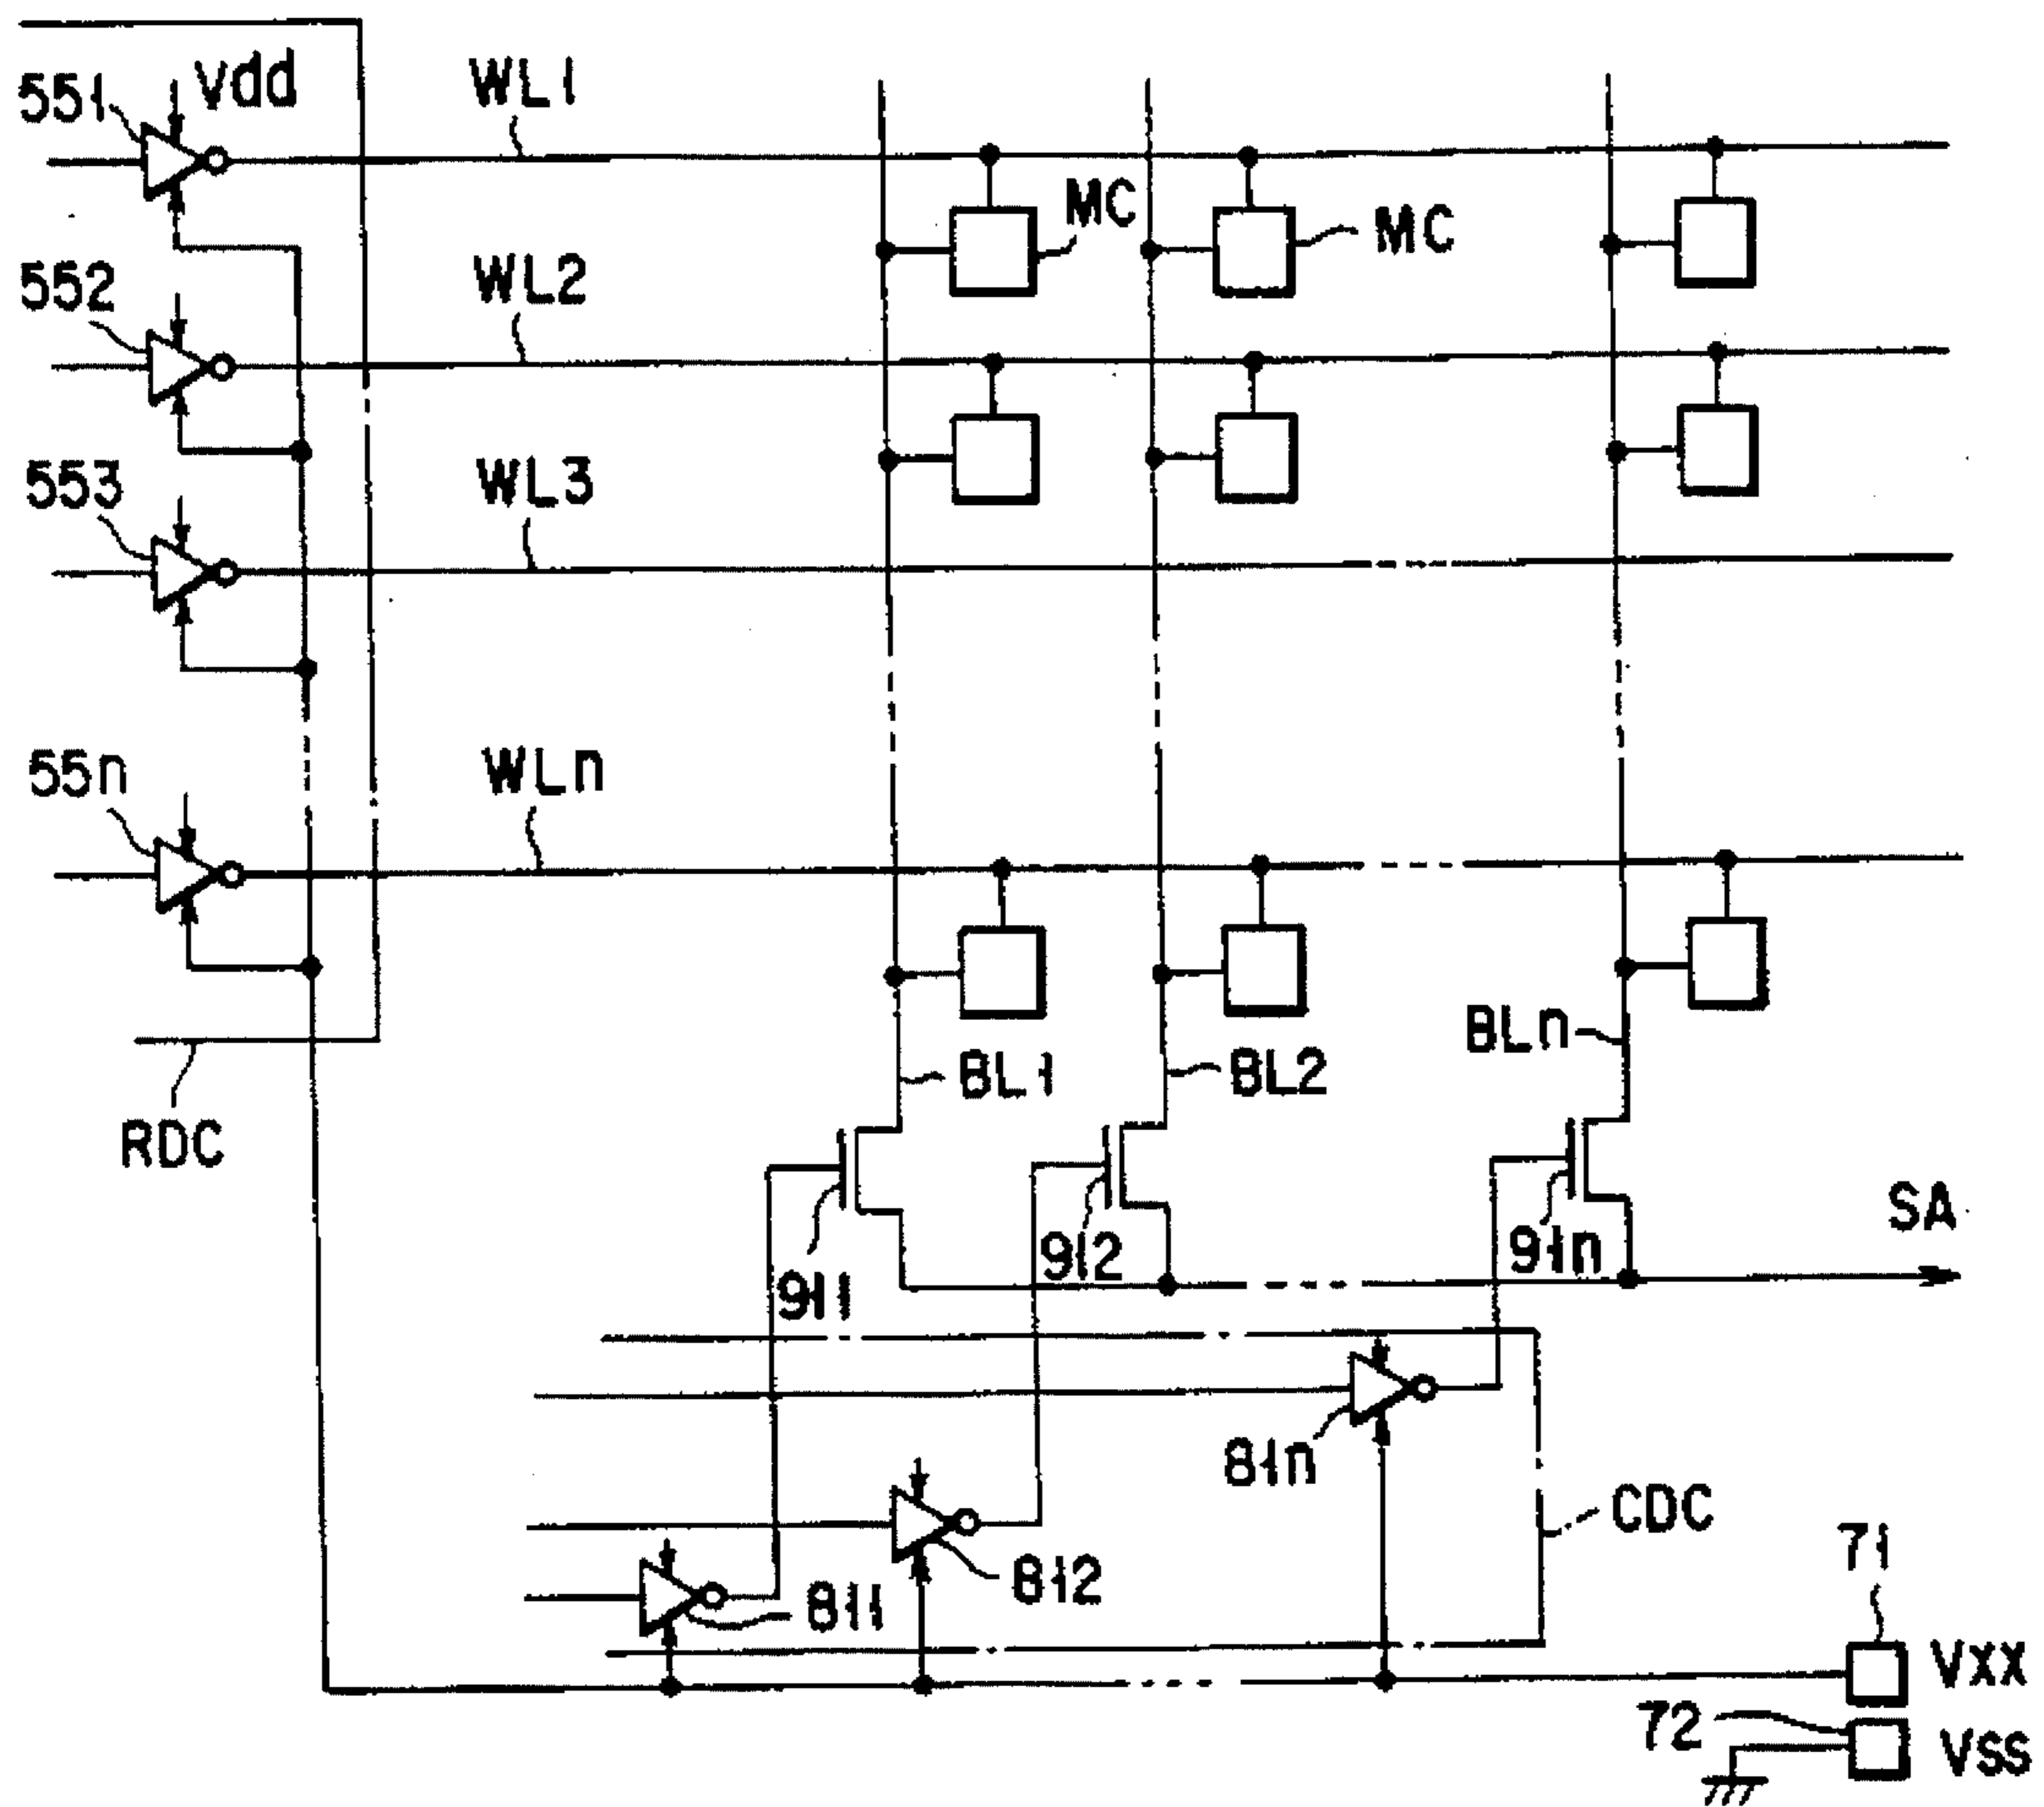 551
Vdd
WL1
MC
MC
552
WL2
553
WL3
55n
WLn
BL1
BL2
BLn
RDC
911
912
91n
SA
81n
CDC
812
811
71
VXX
72
VSS